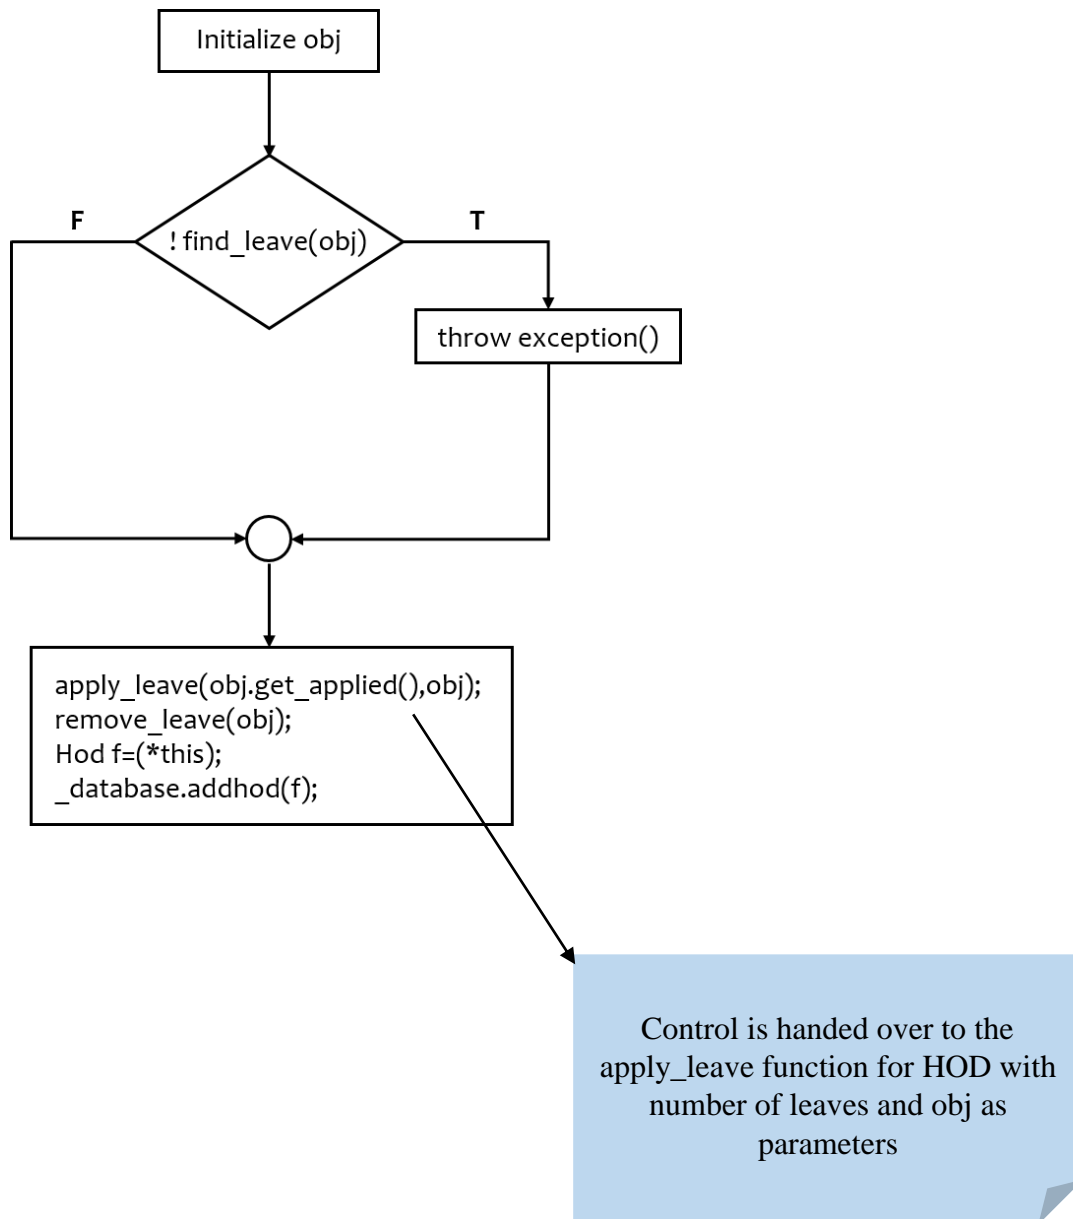 Initialize obj
F
T
! find_leave(obj)
throw exception()
apply_leave(obj.get_applied(),obj);
remove_leave(obj);
Hod f=(*this);
_database.addhod(f);
Control is handed over to the
apply_leave function for HOD with
number of leaves and obj as
parameters